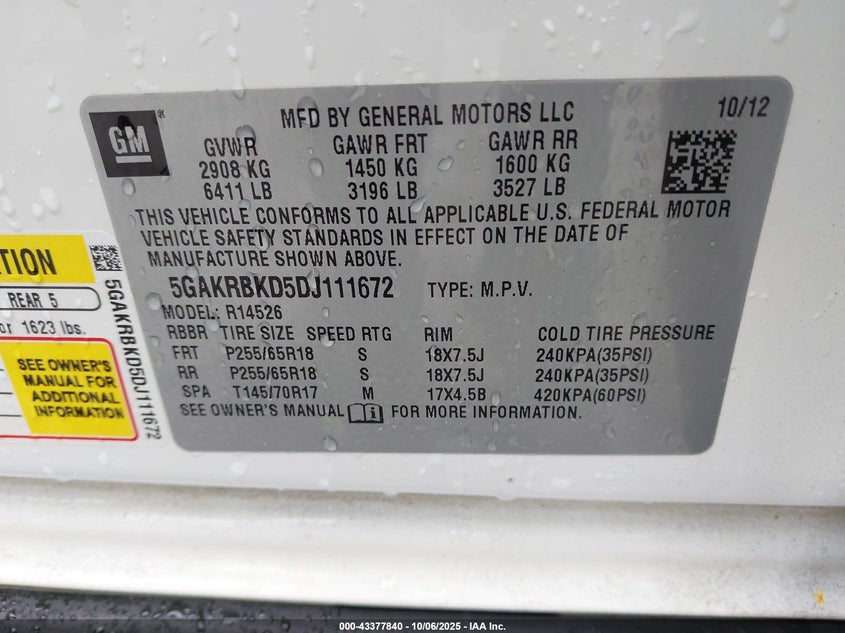 GM
®
MFD BY GENERAL MOTORS LLC
10/12
GVWR GAWR FRT GAWR RR
2908 KG 1450 KG 1600 KG
6411 LB 3196 LB 3527 LB
THIS VEHICLE CONFORMS TO ALL APPLICABLE U.S. FEDERAL MOTOR
VEHICLE SAFETY STANDARDS IN EFFECT ON THE DATE OF
MANUFACTURE SHOWN ABOVE.
5GAKRBKD5DJ111672 TYPE: M.P.V.
MODEL: R14526
RBBR TIRE SIZE SPEED RTG RIM COLD TIRE PRESSURE
FRT P255/65R18 S 18X7.5J 240KPA(35PSI)
RR P255/65R18 S 18X7.5J 240KPA(35PSI)
SPA T145/70R17 M 17X4.5B 420KPA(60PSI)
SEE OWNER'S MANUAL FOR MORE INFORMATION.
REAR 5
1623 lbs.
SEE OWNER'S
MANUAL FOR
ADDITIONAL
INFORMATION
5GAKRBKD5DJ111672
000-43377840 - 10/06/2025 - IAA Inc.